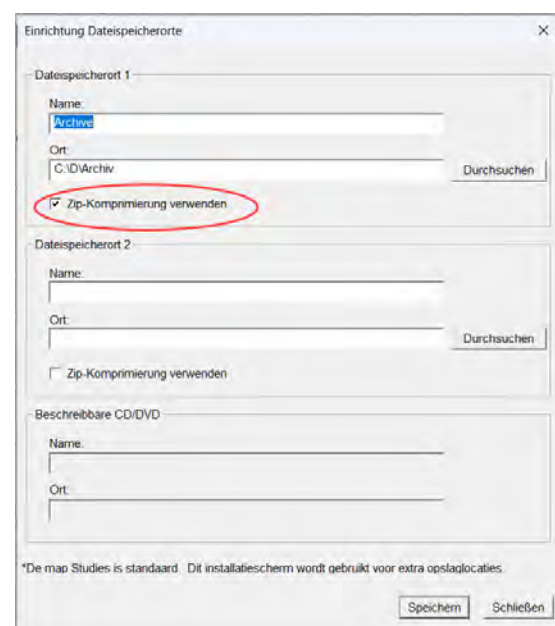 Einrichtung Dateispeicherorte
Dateispeicherort 1
Name:
Archive
Ort:
C:\D\Archiv
Durchsuchen
Zip-Komprimierung verwenden
Dateispeicherort 2
Name:
Ort:
Durchsuchen
Zip-Komprimierung verwenden
Beschreibbare CD/DVD
Name:
Ort:
*De map Studies is standaard. Dit installatiescherm wordt gebruikt voor extra opslaglocaties.
Speichern Schließen